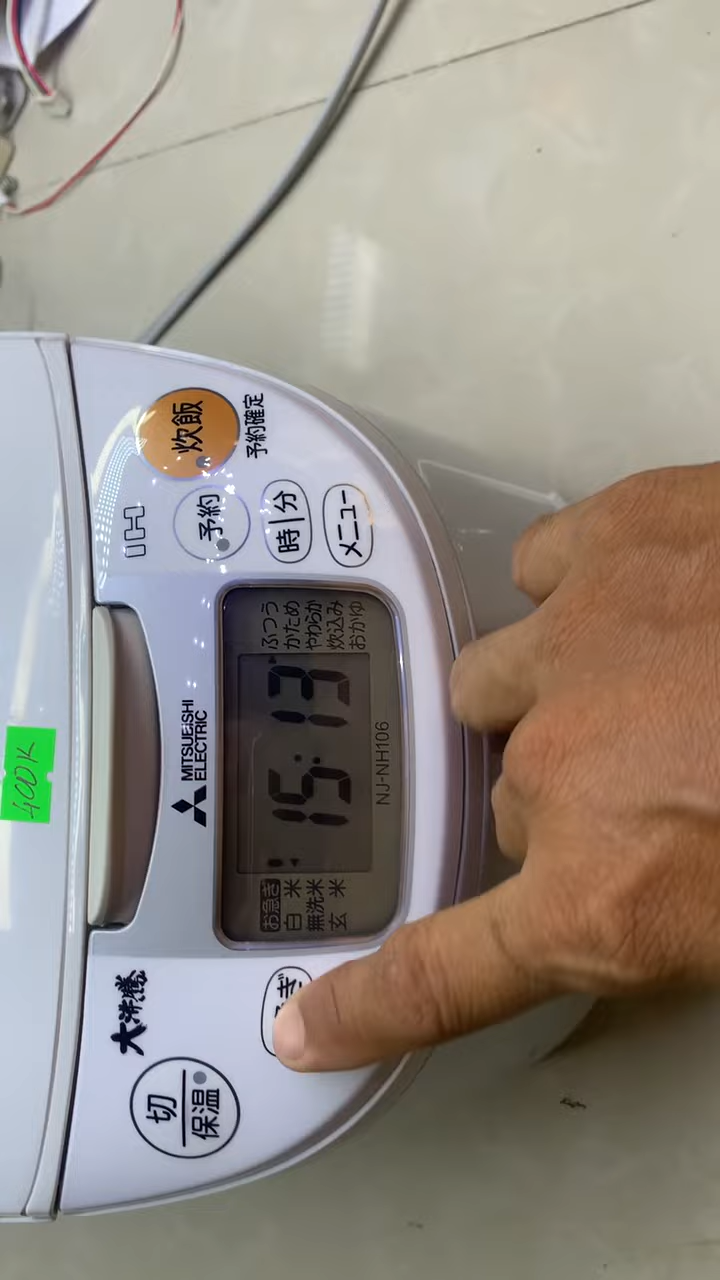 400K
大沸騰
切
保温
ぎ
MITSUBISHI
ELECTRIC
お急ぎ
白米
無洗米
玄米
15:13
ふつう
かため
やわらか
炊込み
おかゆ
NJ-NH106
IH
炊飯
予約確定
予約
時|分
メニュー